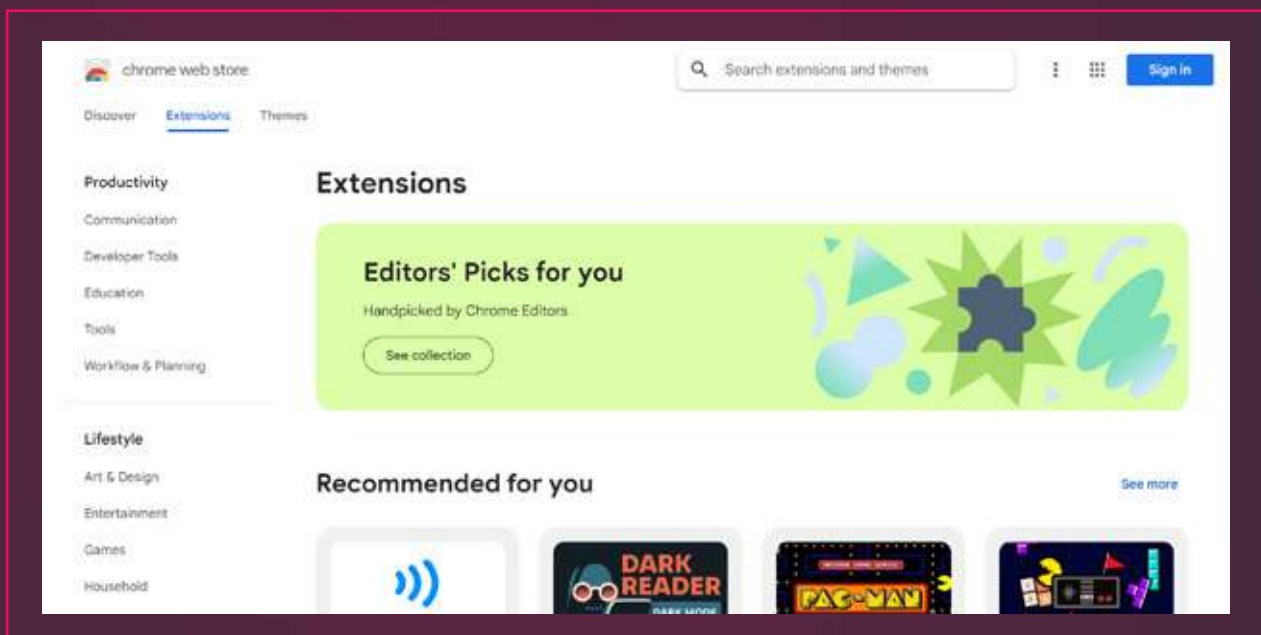 chrome web store
Search extensions and themes
Sign in
Discover
Extensions
Themes
Productivity
Communication
Developer Tools
Education
Tools
Workflow & Planning
Lifestyle
Art & Design
Entertainment
Games
Household
Extensions
Editors' Picks for you
Handpicked by Chrome Editors
See collection
Recommended for you
See more
DARK
READER
DARK MODE
PAC-MAN